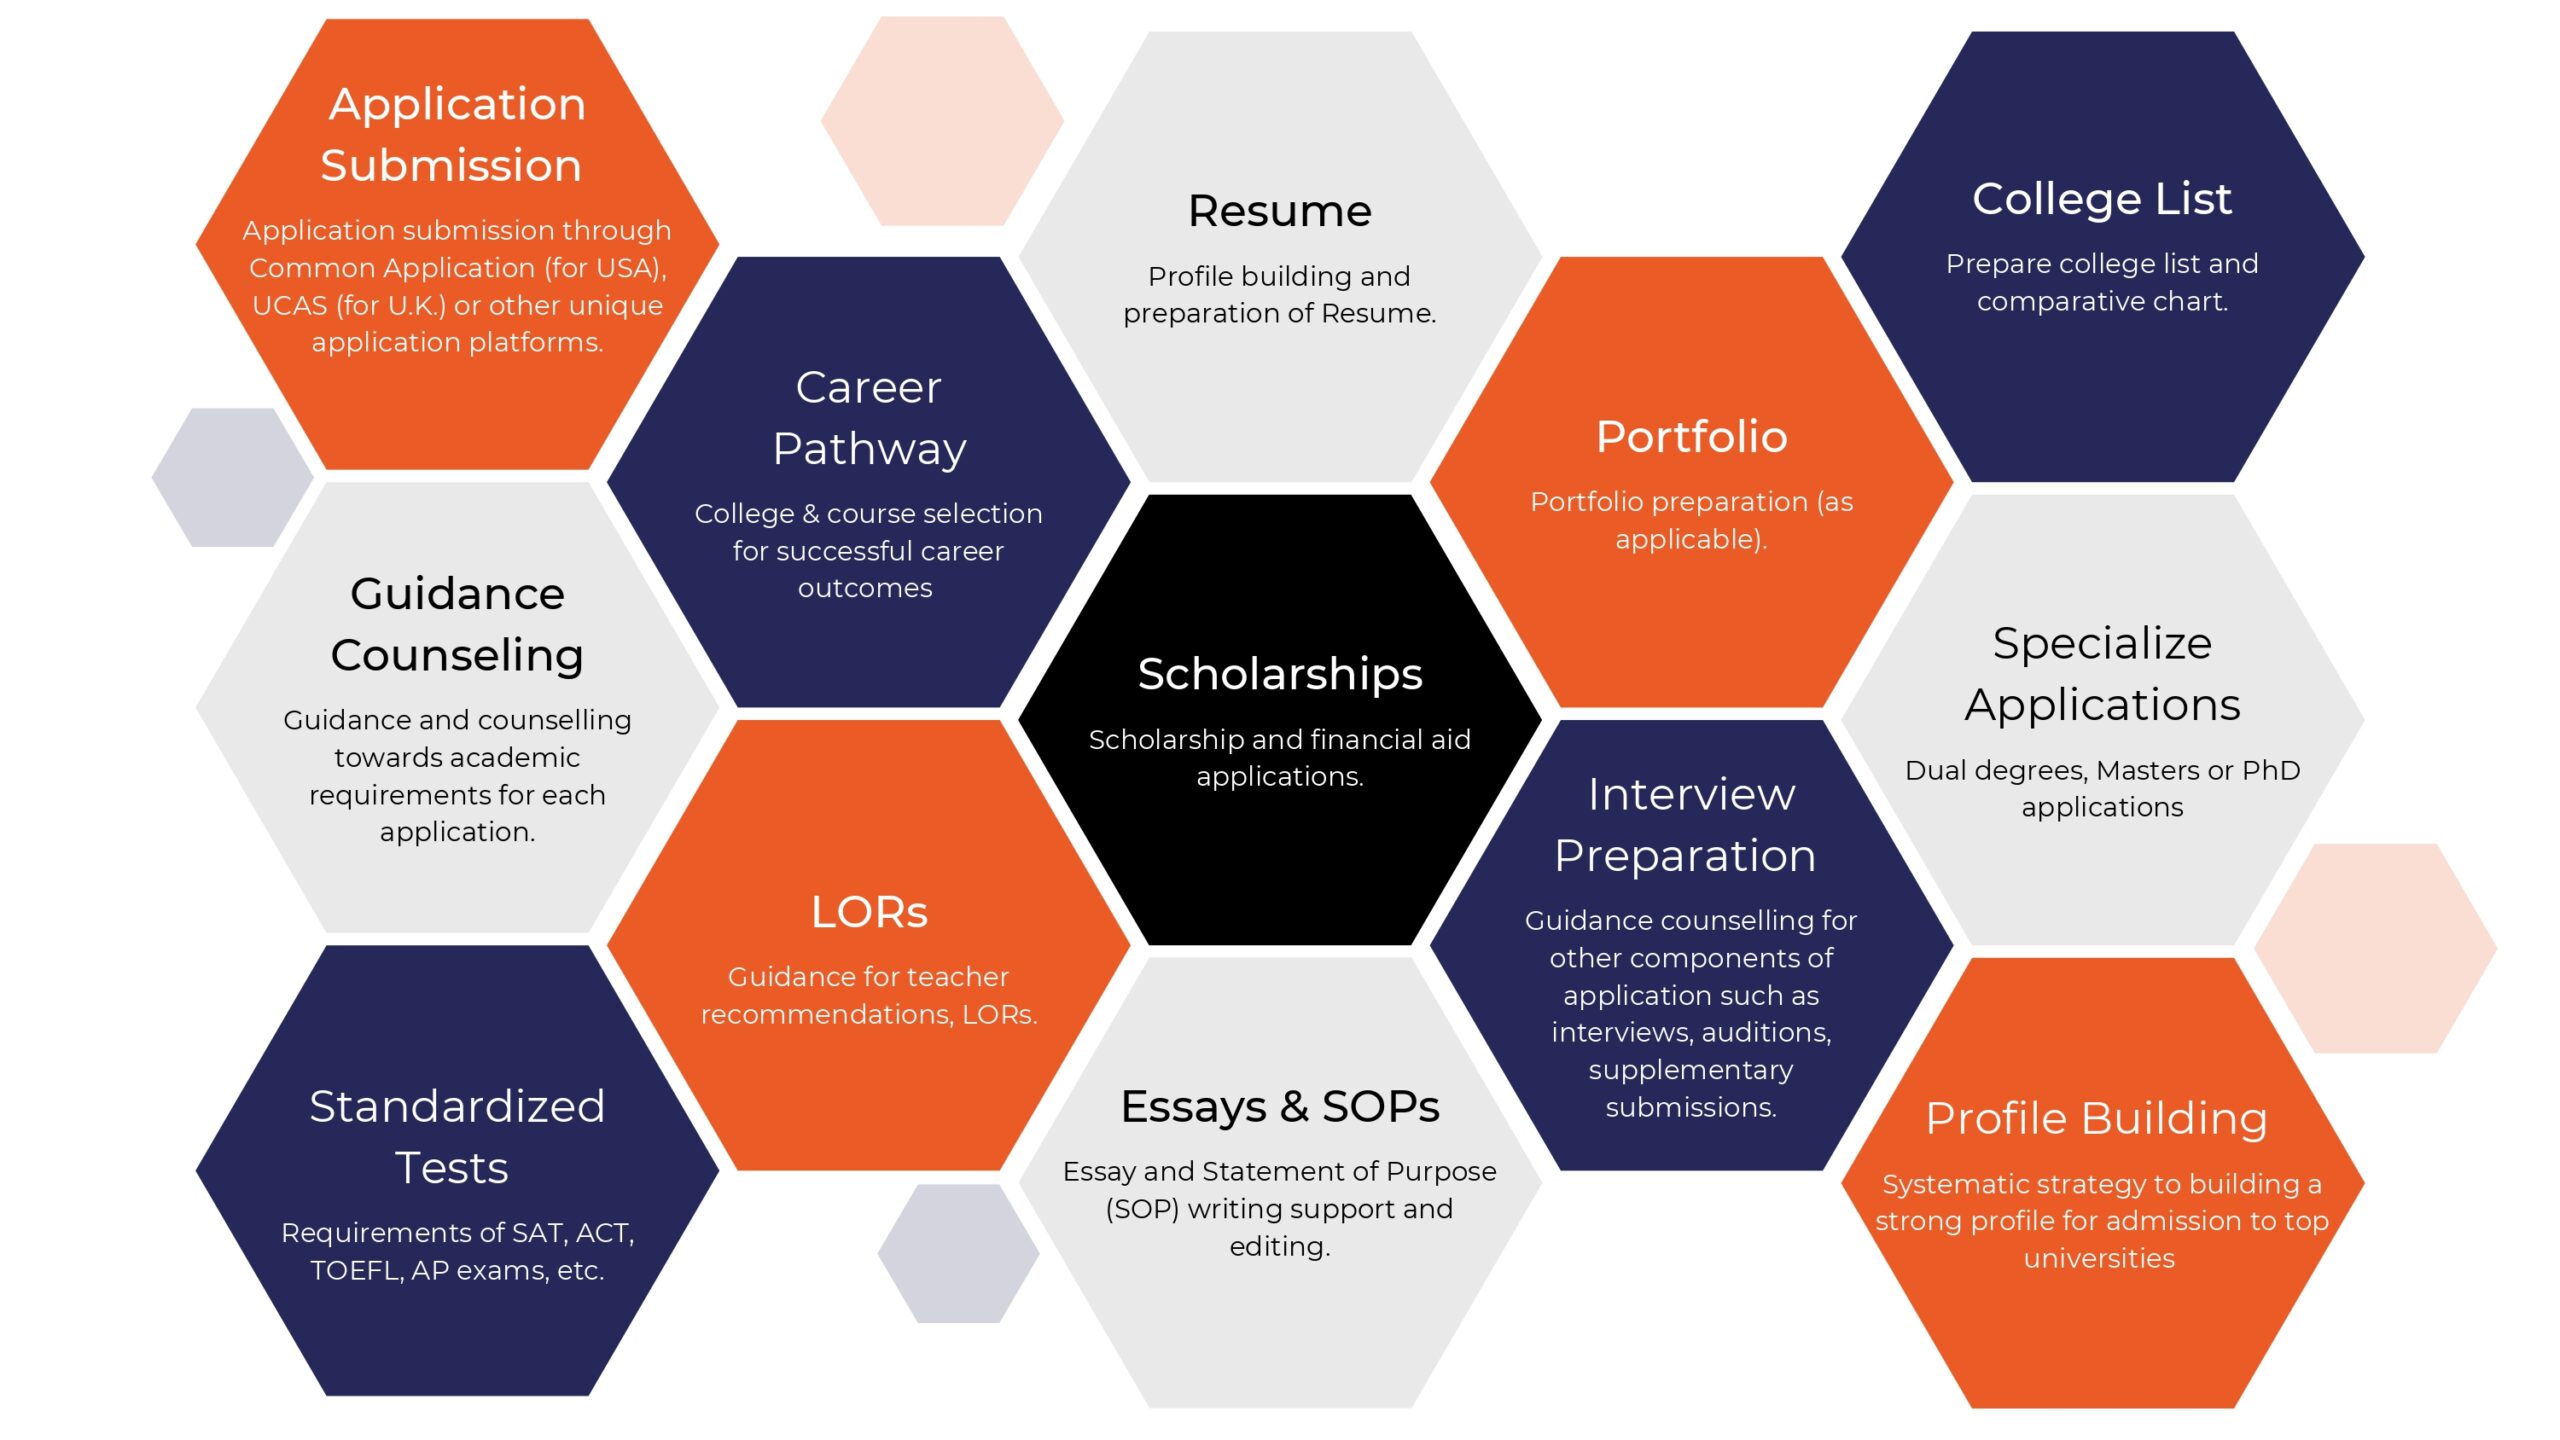 Application
Submission
Application submission through
Common Application (for USA),
UCAS (for U.K.) or other unique
application platforms.
Resume
Profile building and
preparation of Resume.
College List
Prepare college list and
comparative chart.
Career
Pathway
College & course selection
for successful career
outcomes
Portfolio
Portfolio preparation (as
applicable).
Guidance
Counseling
Guidance and counselling
towards academic
requirements for each
application.
Scholarships
Scholarship and financial aid
applications.
Specialize
Applications
Dual degrees, Masters or PhD
applications
LORs
Guidance for teacher
recommendations, LORs.
Interview
Preparation
Guidance counselling for
other components of
application such as
interviews, auditions,
supplementary
submissions.
Standardized
Tests
Requirements of SAT, ACT,
TOEFL, AP exams, etc.
Essays & SOPs
Essay and Statement of Purpose
(SOP) writing support and
editing.
Profile Building
Systematic strategy to building a
strong profile for admission to top
universities